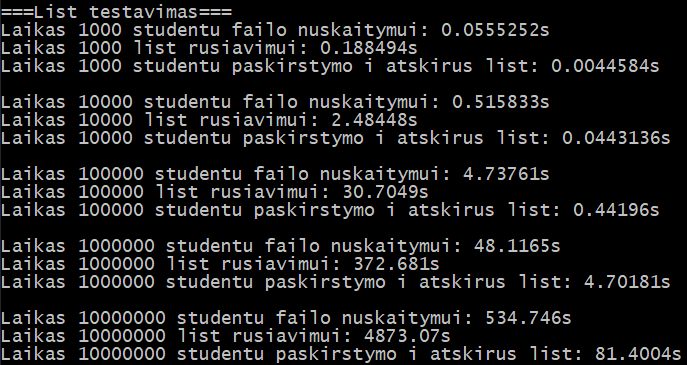 ===List testavimas===
Laikas 1000 studentu failo nuskaitymui: 0.0555252s
Laikas 1000 list rusiavimui: 0.188494s
Laikas 1000 studentu paskirstymo i atskirus list: 0.0044584s
Laikas 10000 studentu failo nuskaitymui: 0.515833s
Laikas 10000 list rusiavimui: 2.48448s
Laikas 10000 studentu paskirstymo i atskirus list: 0.0443136s
Laikas 100000 studentu failo nuskaitymui: 4.73761s
Laikas 100000 list rusiavimui: 30.7049s
Laikas 100000 studentu paskirstymo i atskirus list: 0.44196s
Laikas 1000000 studentu failo nuskaitymui: 48.1165s
Laikas 1000000 list rusiavimui: 372.681s
Laikas 1000000 studentu paskirstymo i atskirus list: 4.70181s
Laikas 10000000 studentu failo nuskaitymui: 534.746s
Laikas 10000000 list rusiavimui: 4873.07s
Laikas 10000000 studentu paskirstymo i atskirus list: 81.4004s